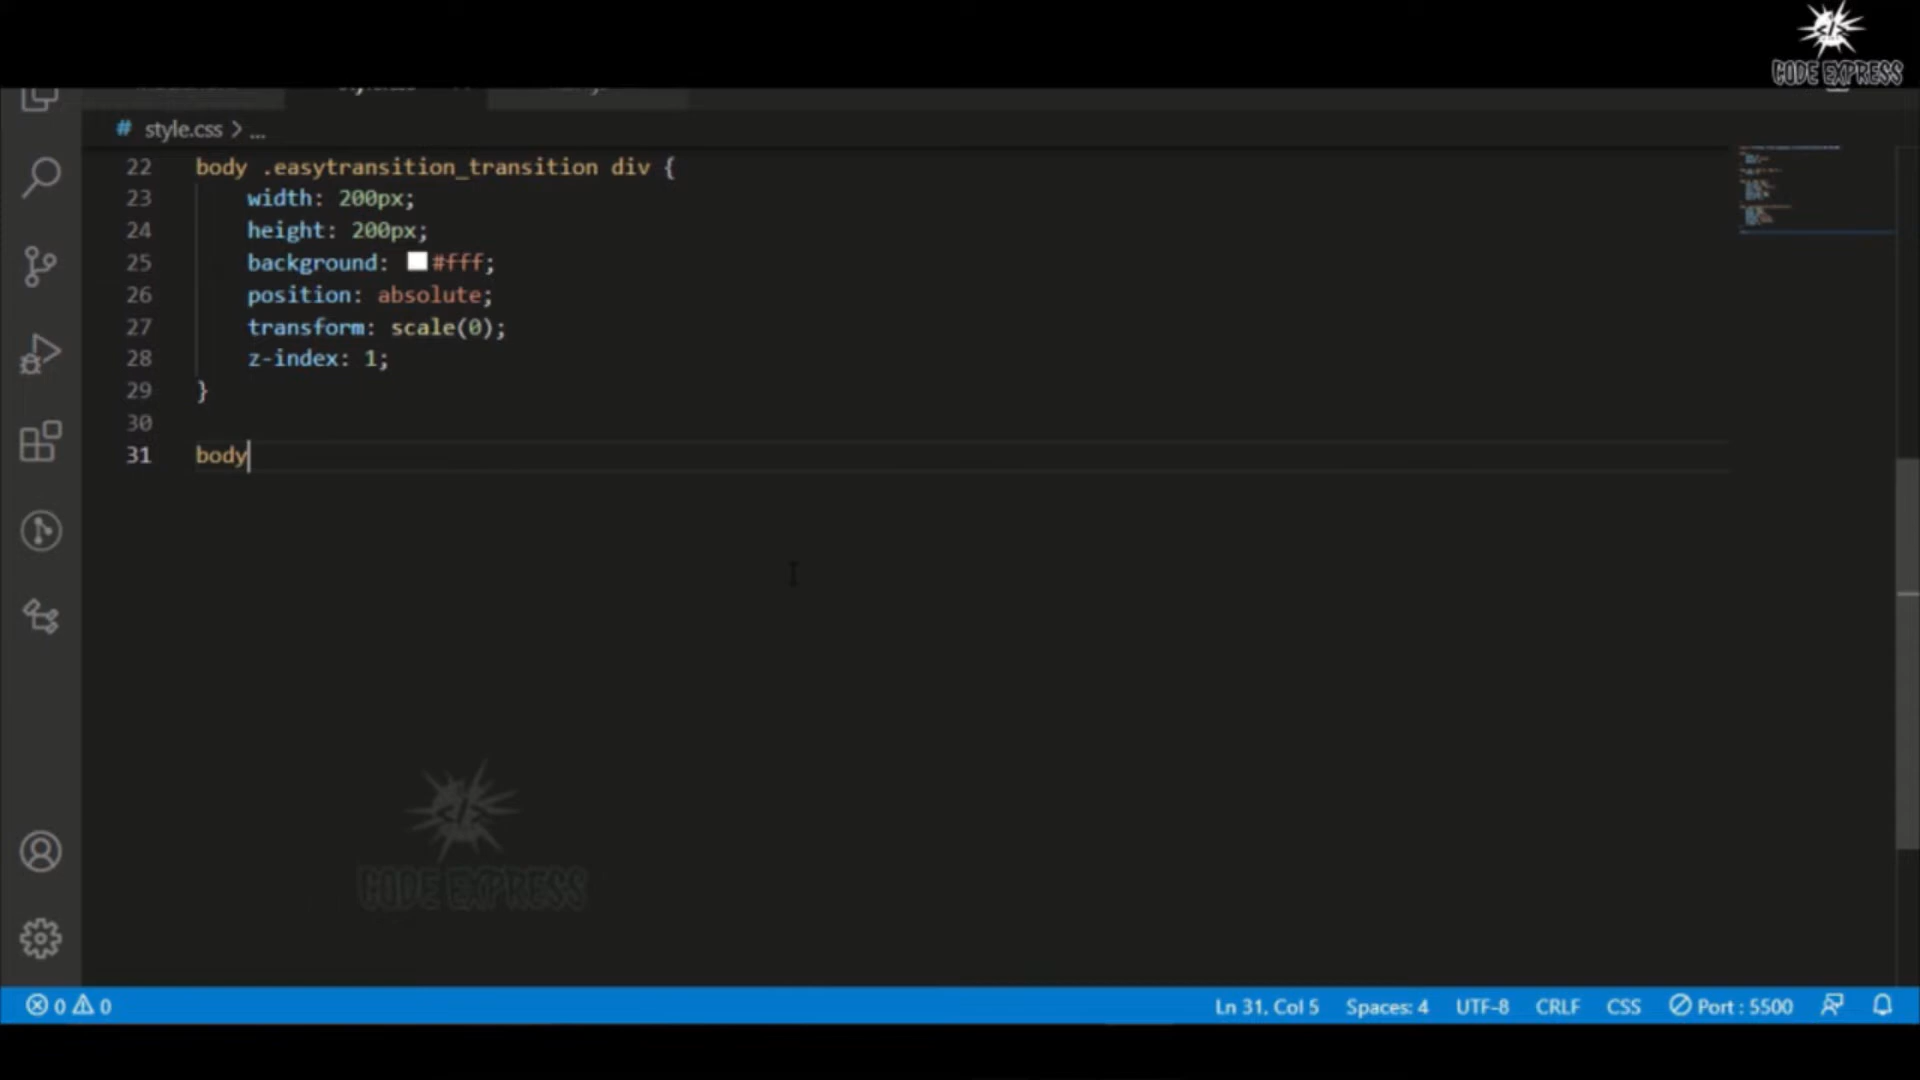 CODE EXPRESS
# style.css > ...
22 body .easytransition_transition div {
23 width: 200px;
24 height: 200px;
25 background: #fff;
26 position: absolute;
27 transform: scale(0);
28 z-index: 1;
29 }
30
31 body
CODE EXPRESS
0 0 Ln 31, Col 5 Spaces: 4 UTF-8 CRLF CSS Port : 5500